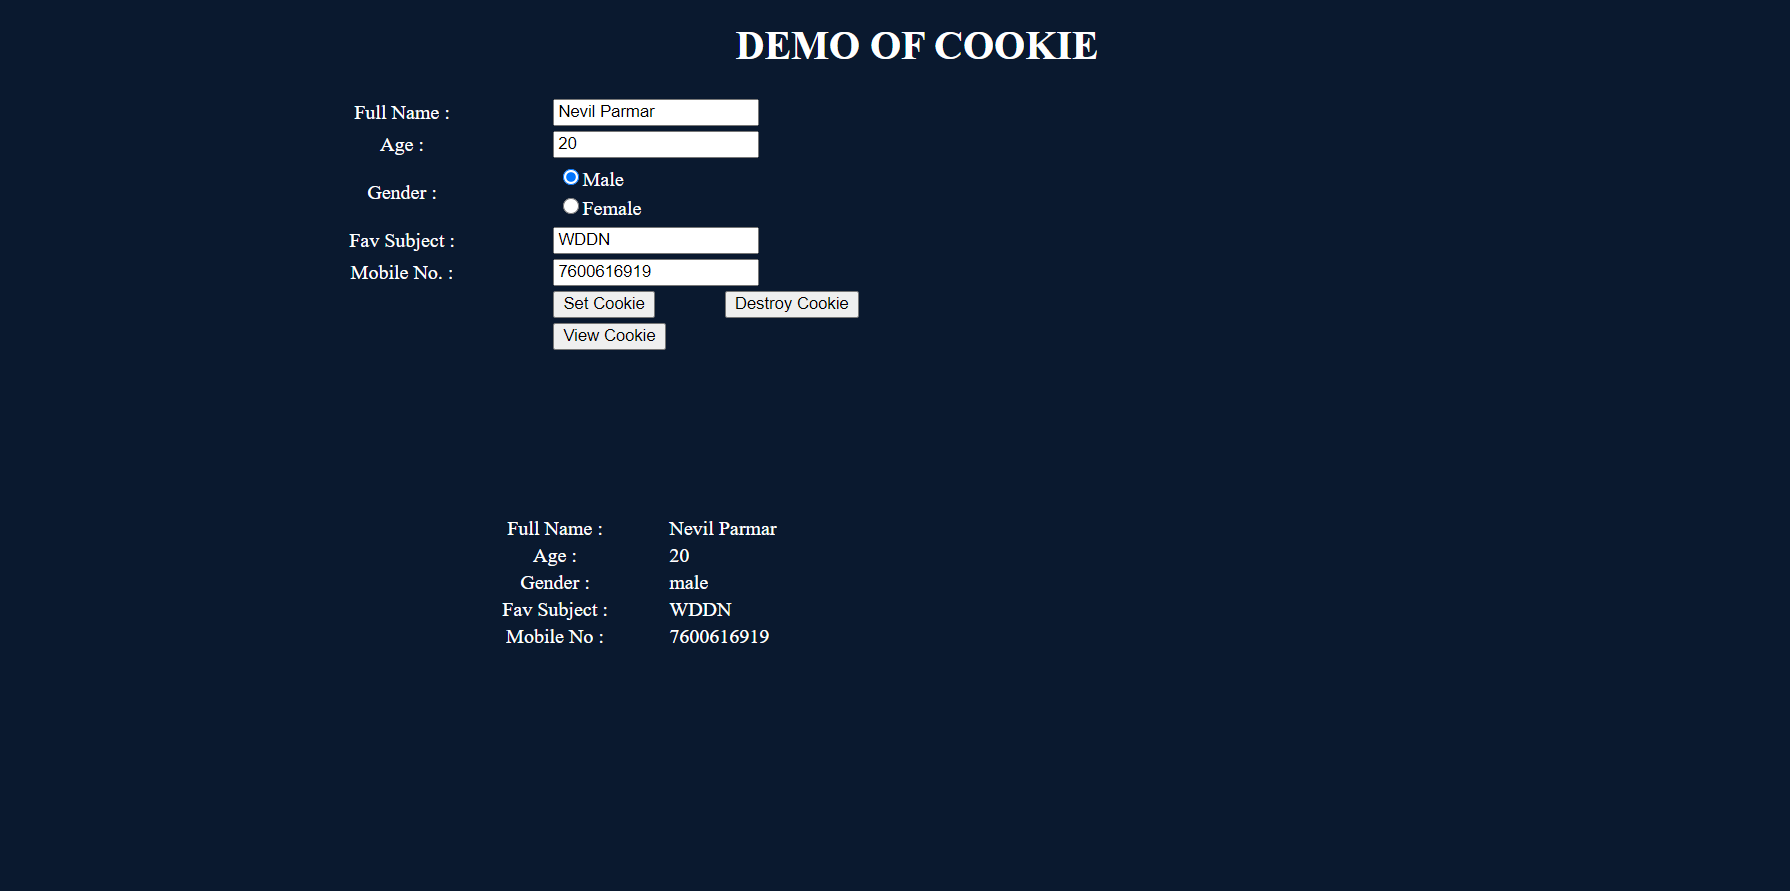 DEMO OF COOKIE
Full Name : Nevil Parmar
Age : 20
Gender : Male
Female
Fav Subject : WDDN
Mobile No. : 7600616919
Set Cookie Destroy Cookie
View Cookie
Full Name : Nevil Parmar
Age : 20
Gender : male
Fav Subject : WDDN
Mobile No : 7600616919